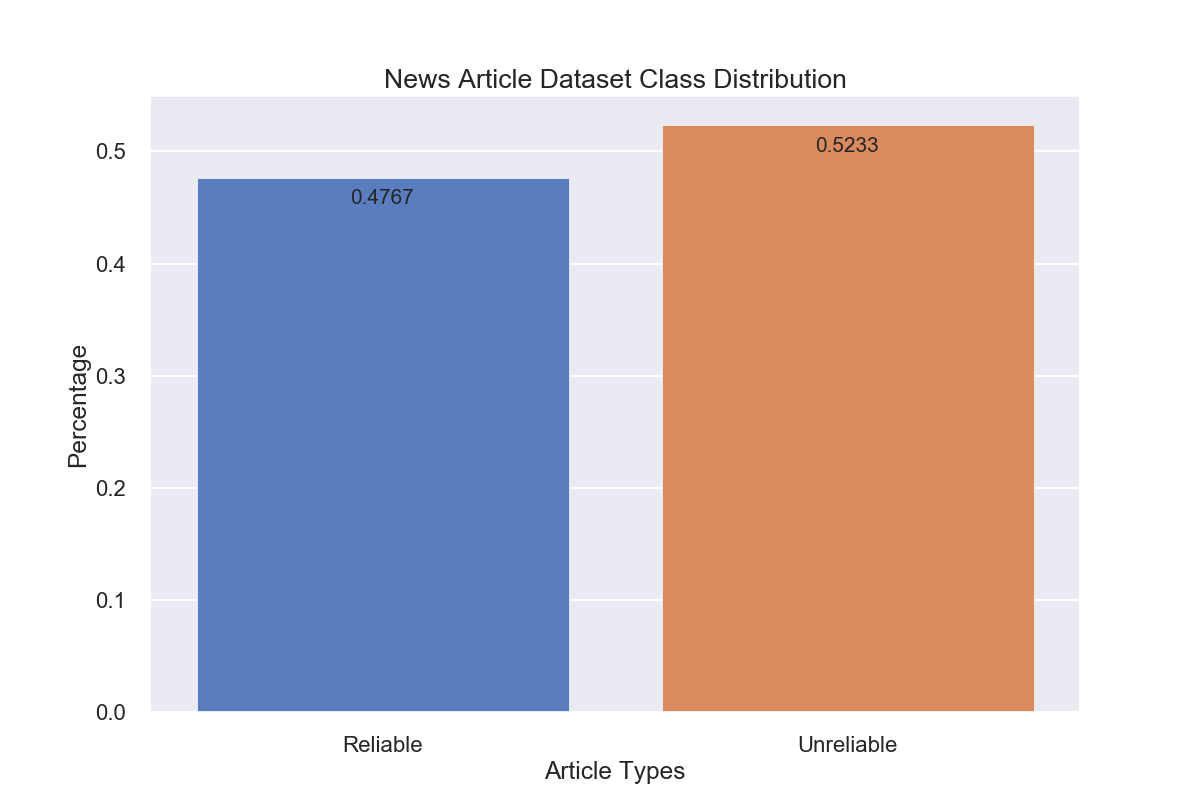 News Article Dataset Class Distribution
0.5
0.4
0.3
0.2
0.1
0.0
Percentage
0.4767
0.5233
Reliable
Unreliable
Article Types